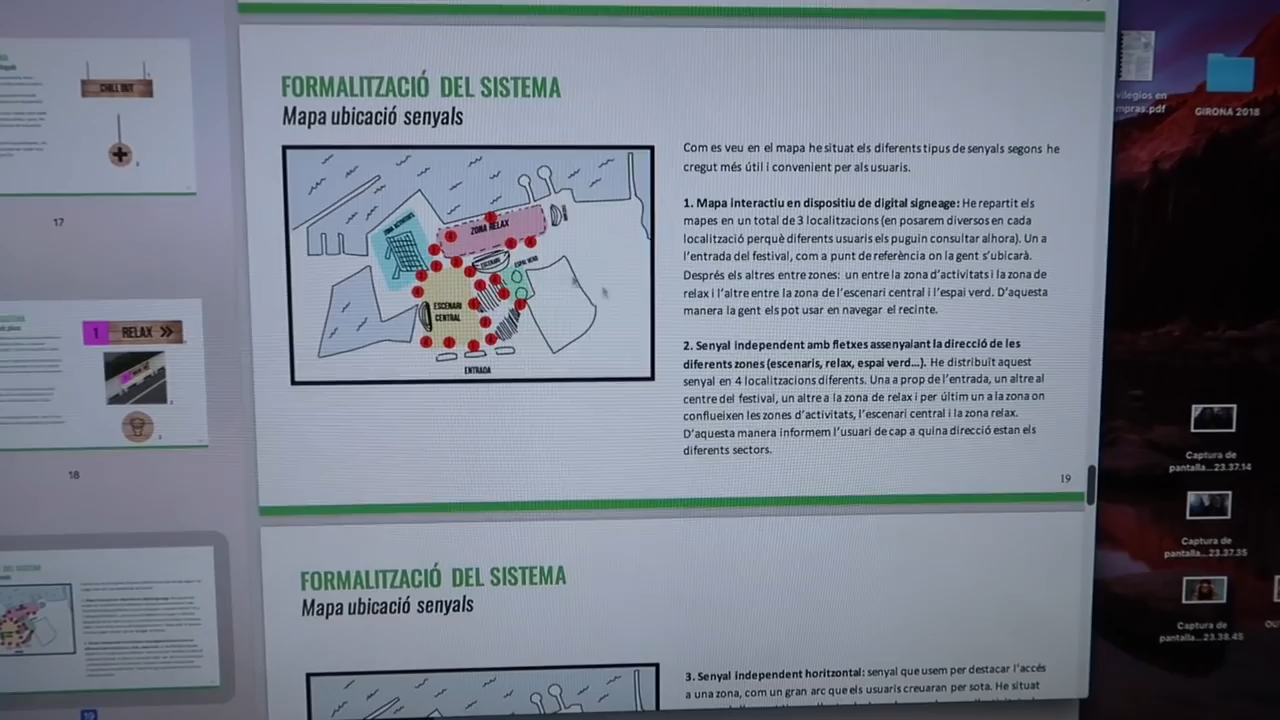 CHILL OUT
17
1 RELAX
18
19
FORMALITZACIÓ DEL SISTEMA
Mapa ubicació senyals
ZONA ACTIVITATS
ZONA RELAX
ESCENARI
ESPAI VERD
ESCENARI
CENTRAL
ENTRADA
Com es veu en el mapa he situat els diferents tipus de senyals segons he
cregut més útil i convenient per als usuaris.
1. Mapa interactiu en dispositiu de digital signeage: He repartit els
mapes en un total de 3 localitzacions (en posarem diversos en cada
localització perquè diferents usuaris els puguin consultar alhora). Un a
l'entrada del festival, com a punt de referència on la gent s'ubicarà.
Després els altres entre zones: un entre la zona d'activitats i la zona de
relax i l'altre entre la zona de l'escenari central i l'espai verd. D'aquesta
manera la gent els pot usar en navegar el recinte.
2. Senyal independent amb fletxes assenyalant la direcció de les
diferents zones (escenaris, relax, espai verd...). He distribuït aquest
senyal en 4 localitzacions diferents. Una a prop de l'entrada, un altre al
centre del festival, un altre a la zona de relax i per últim un a la zona on
conflueixen les zones d'activitats, l'escenari central i la zona relax.
D'aquesta manera informem l'usuari de cap a quina direcció estan els
diferents sectors.
19
FORMALITZACIÓ DEL SISTEMA
Mapa ubicació senyals
3. Senyal independent horitzontal: senyal que usem per destacar l'accés
a una zona, com un gran arc que els usuaris creuaran per sota. He situat
vilegios en
mpras.pdf
GIRONA 2018
Captura de
pantalla...23.37.14
Captura de
pantalla...23.37.35
Captura de
pantalla...23.38.45